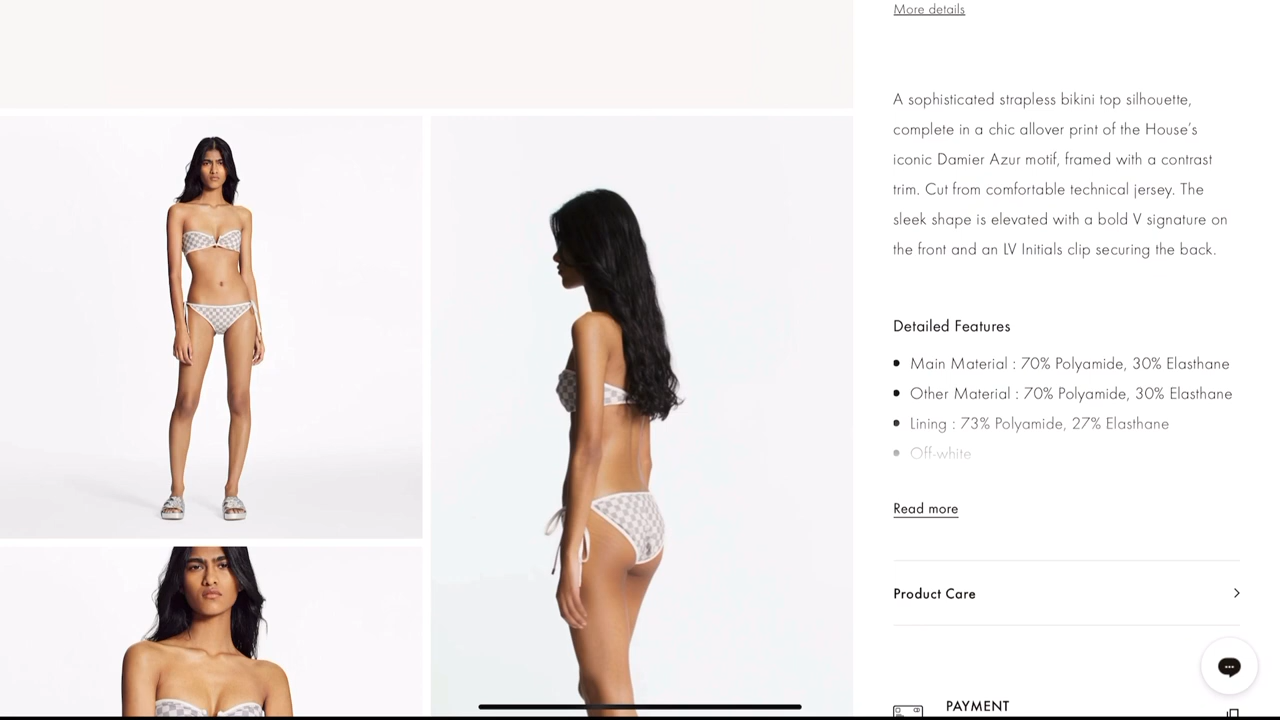 More details
A sophisticated strapless bikini top silhouette,
complete in a chic allover print of the House’s
iconic Damier Azur motif, framed with a contrast
trim. Cut from comfortable technical jersey. The
sleek shape is elevated with a bold V signature on
the front and an LV Initials clip securing the back.
Detailed Features
Main Material : 70% Polyamide, 30% Elasthane
Other Material : 70% Polyamide, 30% Elasthane
Lining : 73% Polyamide, 27% Elasthane
Off-white
Read more
Product Care
PAYMENT